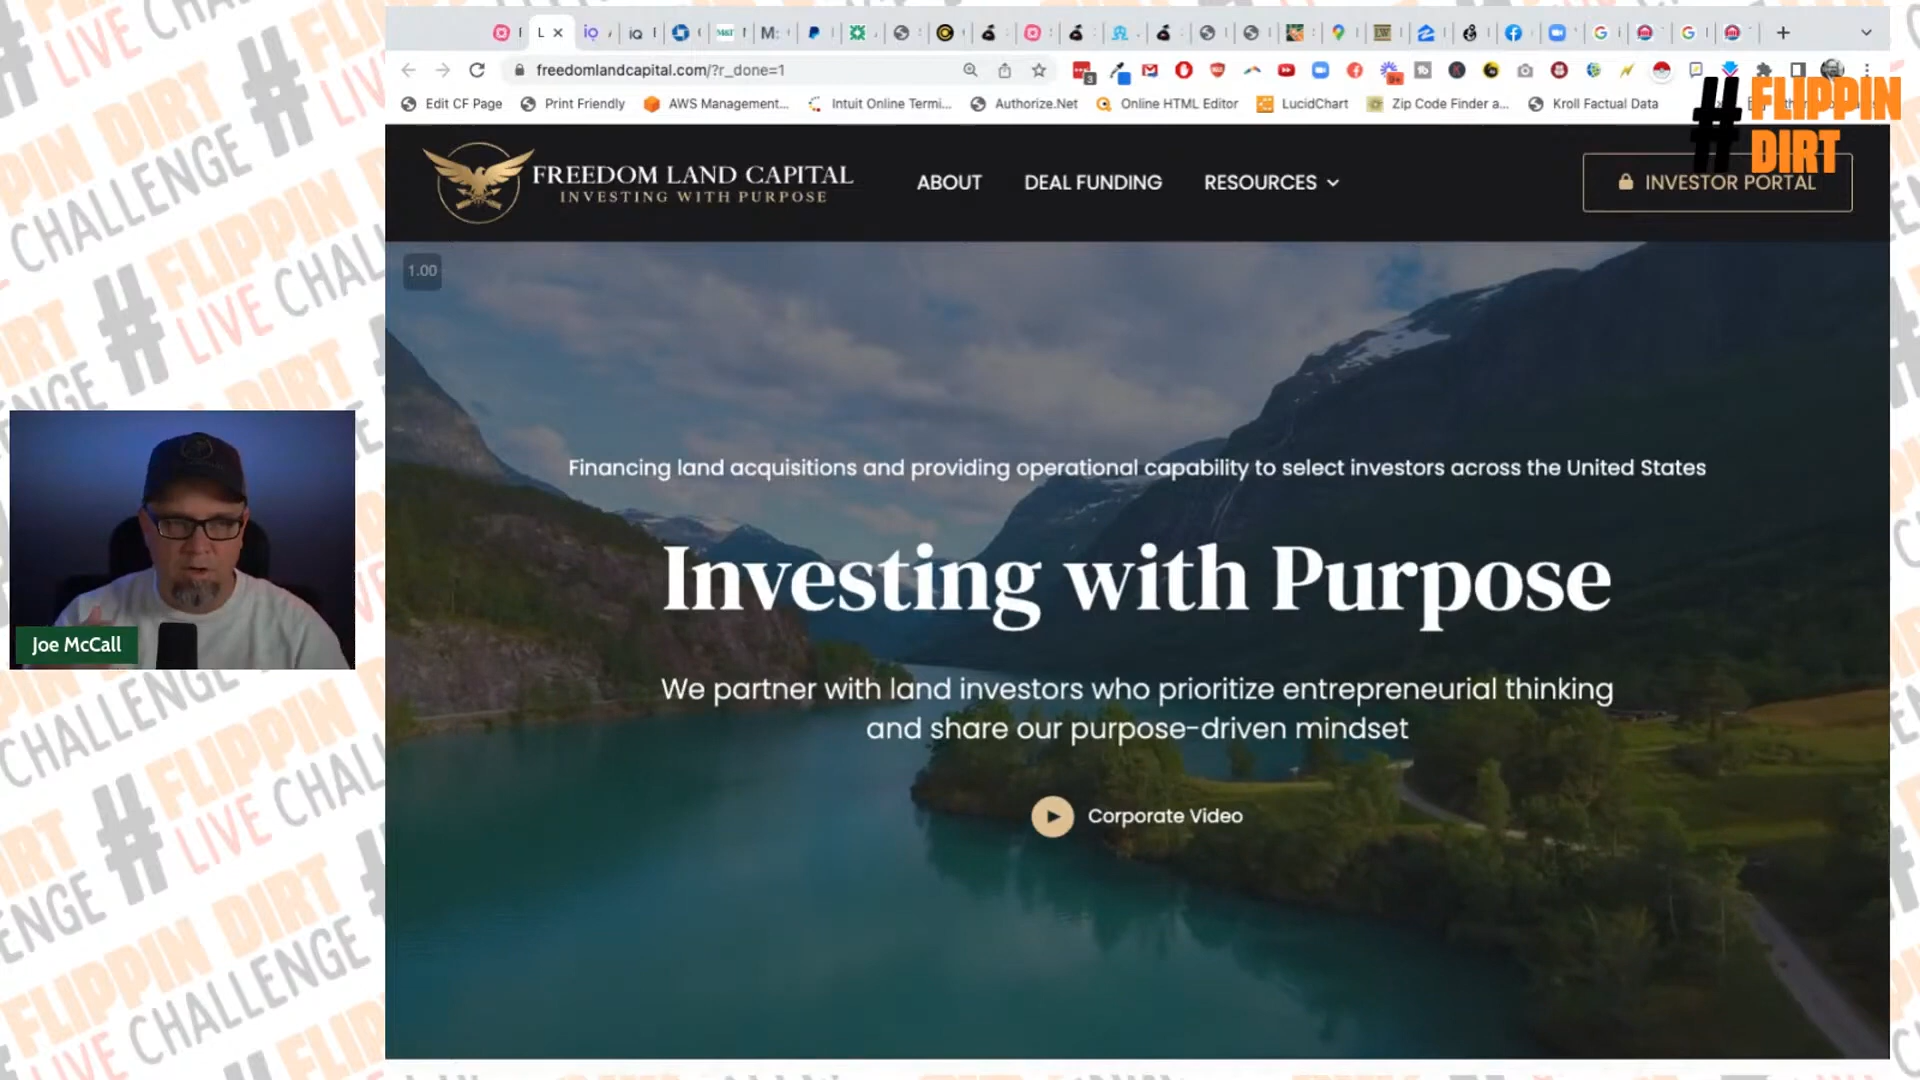 freedomlandcapital.com/?r_done=1
Edit CF Page
Print Friendly
AWS Management...
Intuit Online Termi...
Authorize.Net
Online HTML Editor
LucidChart
Zip Code Finder a...
Kroll Factual Data
#FLIPPIN
DIRT
FREEDOM LAND CAPITAL
INVESTING WITH PURPOSE
ABOUT
DEAL FUNDING
RESOURCES
INVESTOR PORTAL
1.00
Financing land acquisitions and providing operational capability to select investors across the United States
Investing with Purpose
We partner with land investors who prioritize entrepreneurial thinking
and share our purpose-driven mindset
Corporate Video
Joe McCall
#FLIPPIN DIRT
LIVE CHALLENGE